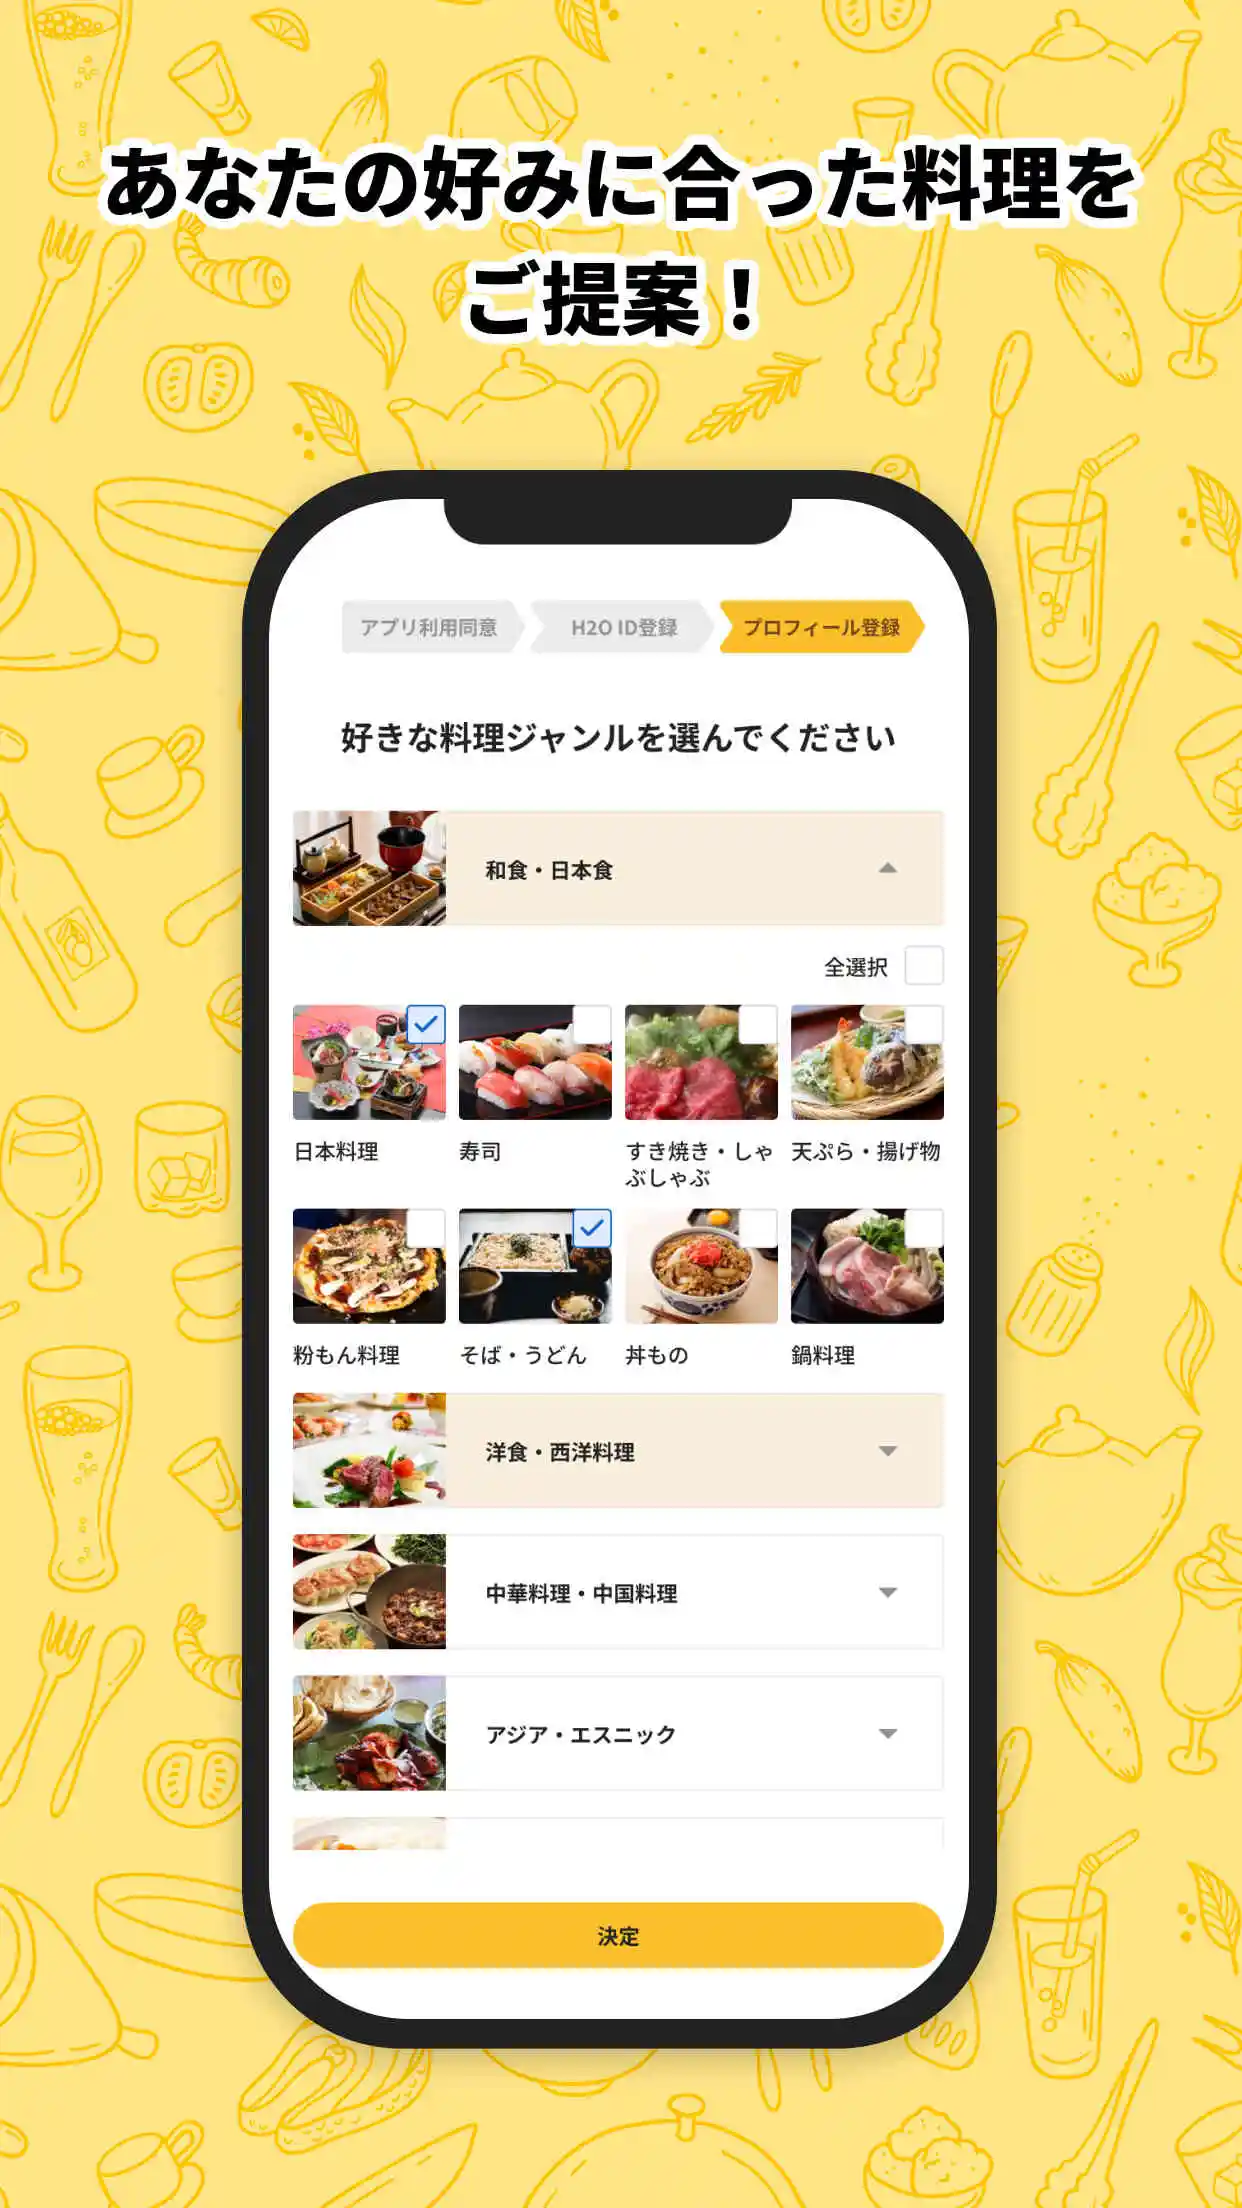 あなたの好みに合った料理を
ご提案！
アプリ利用同意
H2O ID登録
プロフィール登録
好きな料理ジャンルを選んでください
和食・日本食
全選択
日本料理
寿司
すき焼き・しゃ
ぶしゃぶ
天ぷら・揚げ物
粉もん料理
そば・うどん
丼もの
鍋料理
洋食・西洋料理
中華料理・中国料理
アジア・エスニック
決定